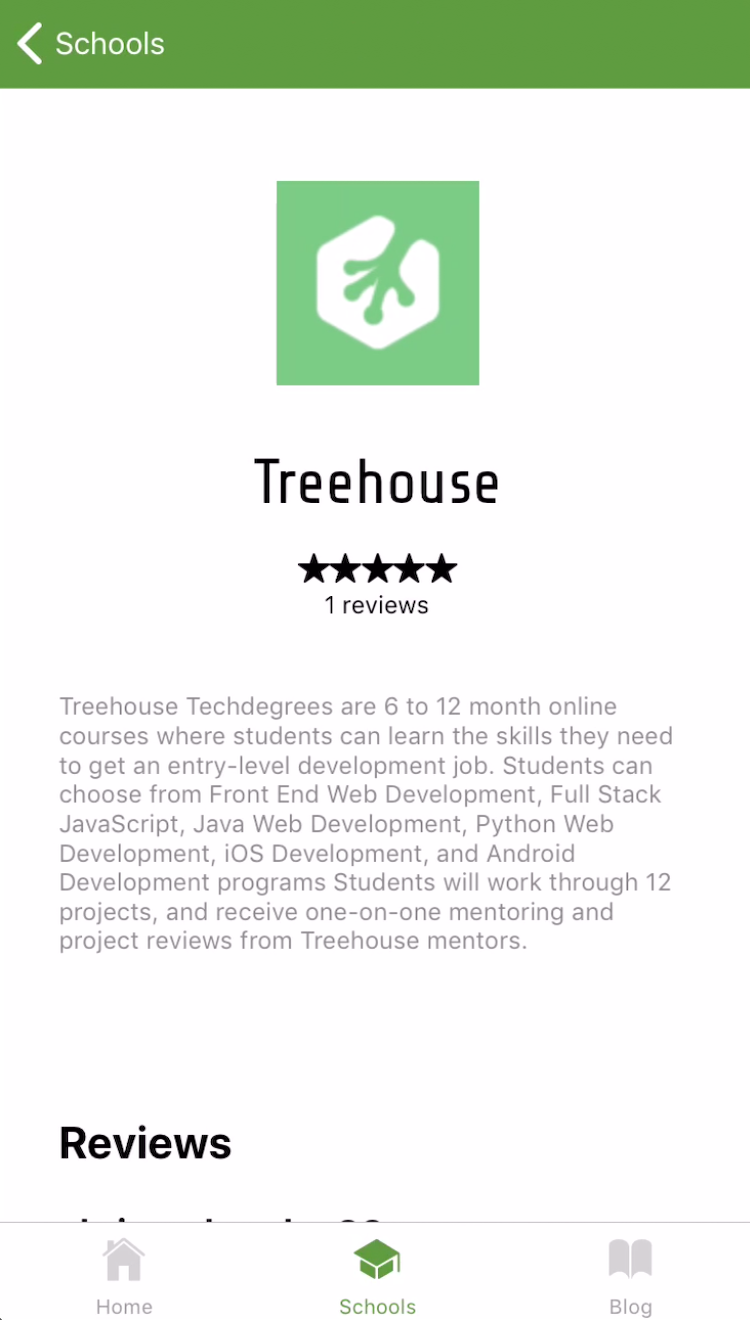 Schools
Treehouse
★★★★★
1 reviews
Treehouse Techdegrees are 6 to 12 month online
courses where students can learn the skills they need
to get an entry-level development job. Students can
choose from Front End Web Development, Full Stack
JavaScript, Java Web Development, Python Web
Development, iOS Development, and Android
Development programs Students will work through 12
projects, and receive one-on-one mentoring and
project reviews from Treehouse mentors.
Reviews
Home
Schools
Blog